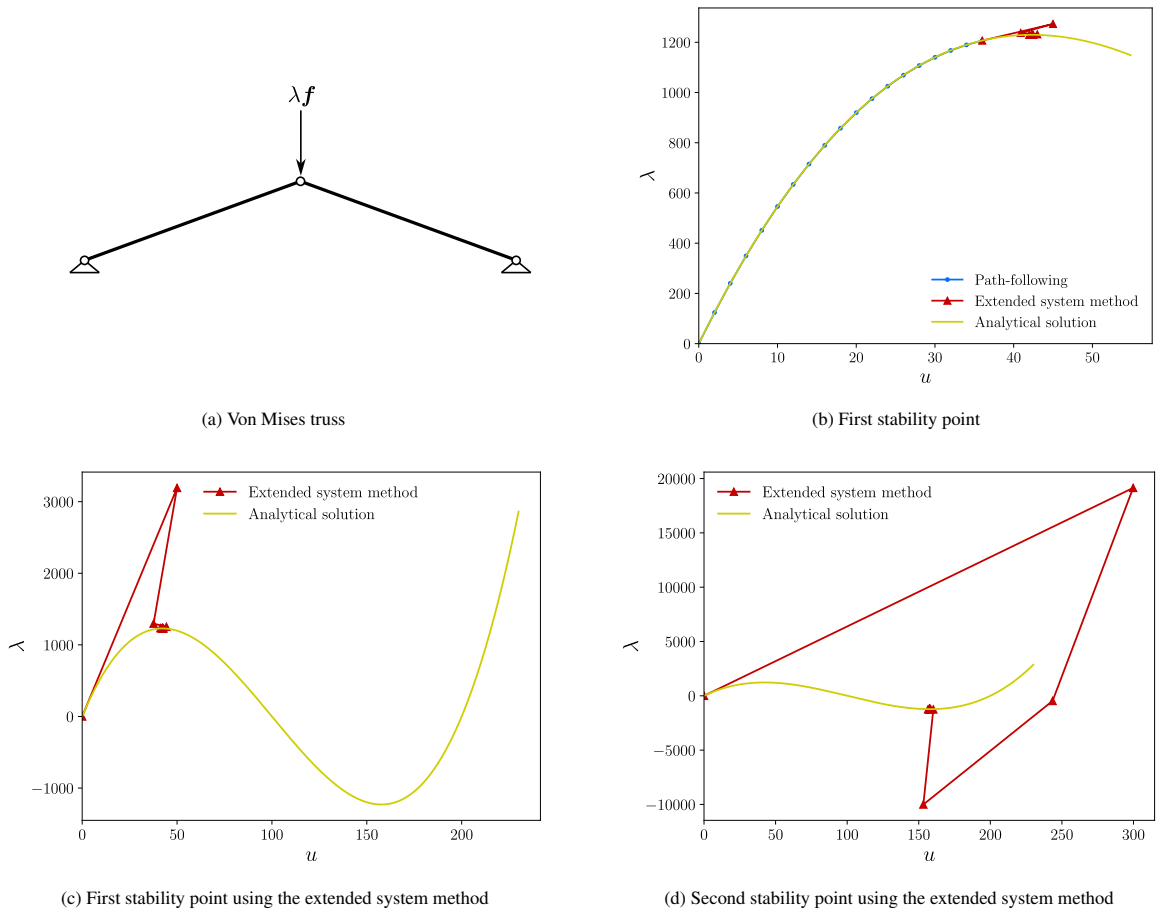 λf
(a) Von Mises truss
1200
1000
800
600
400
200
0
λ
0 10 20 30 40 50
u
Path-following
Extended system method
Analytical solution
(b) First stability point
3000
2000
1000
0
−1000
λ
0 50 100 150 200
u
Extended system method
Analytical solution
(c) First stability point using the extended system method
20000
15000
10000
5000
0
−5000
−10000
λ
0 50 100 150 200 250 300
u
Extended system method
Analytical solution
(d) Second stability point using the extended system method